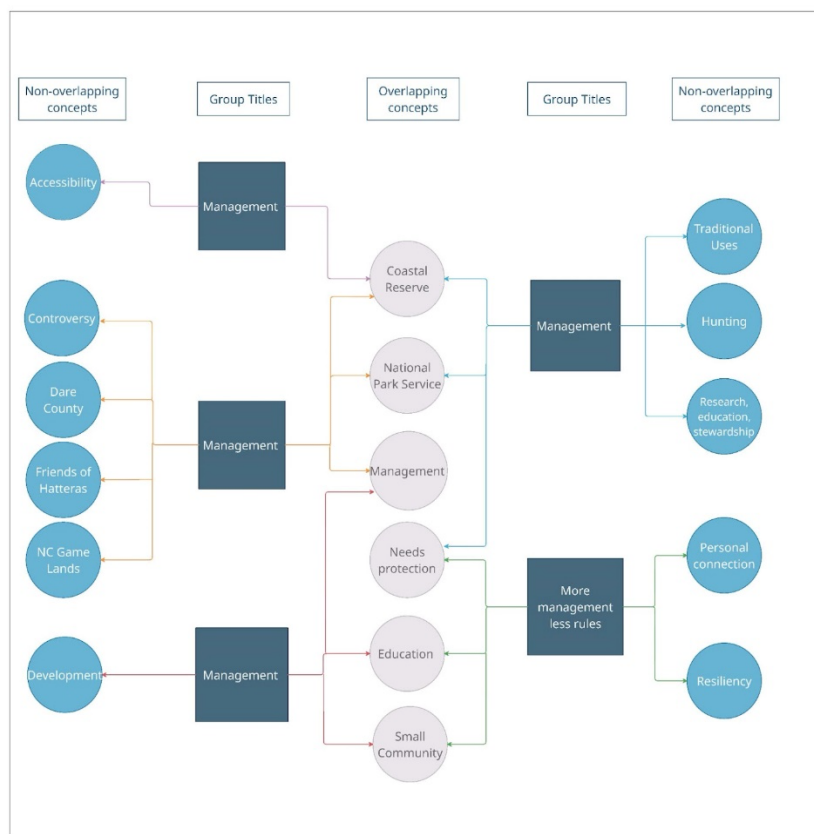 Non-overlapping
concepts
Group Titles
Overlapping
concepts
Group Titles
Non-overlapping
concepts
Accessibility
Management
Coastal
Reserve
Traditional
Uses
Controversy
Management
Hunting
National
Park Service
Dare
County
Research,
education,
stewardship
Management
Management
Friends of
Hatteras
NC Game
Lands
Needs
protection
Personal
connection
More
management
less rules
Development
Management
Education
Resiliency
Small
Community